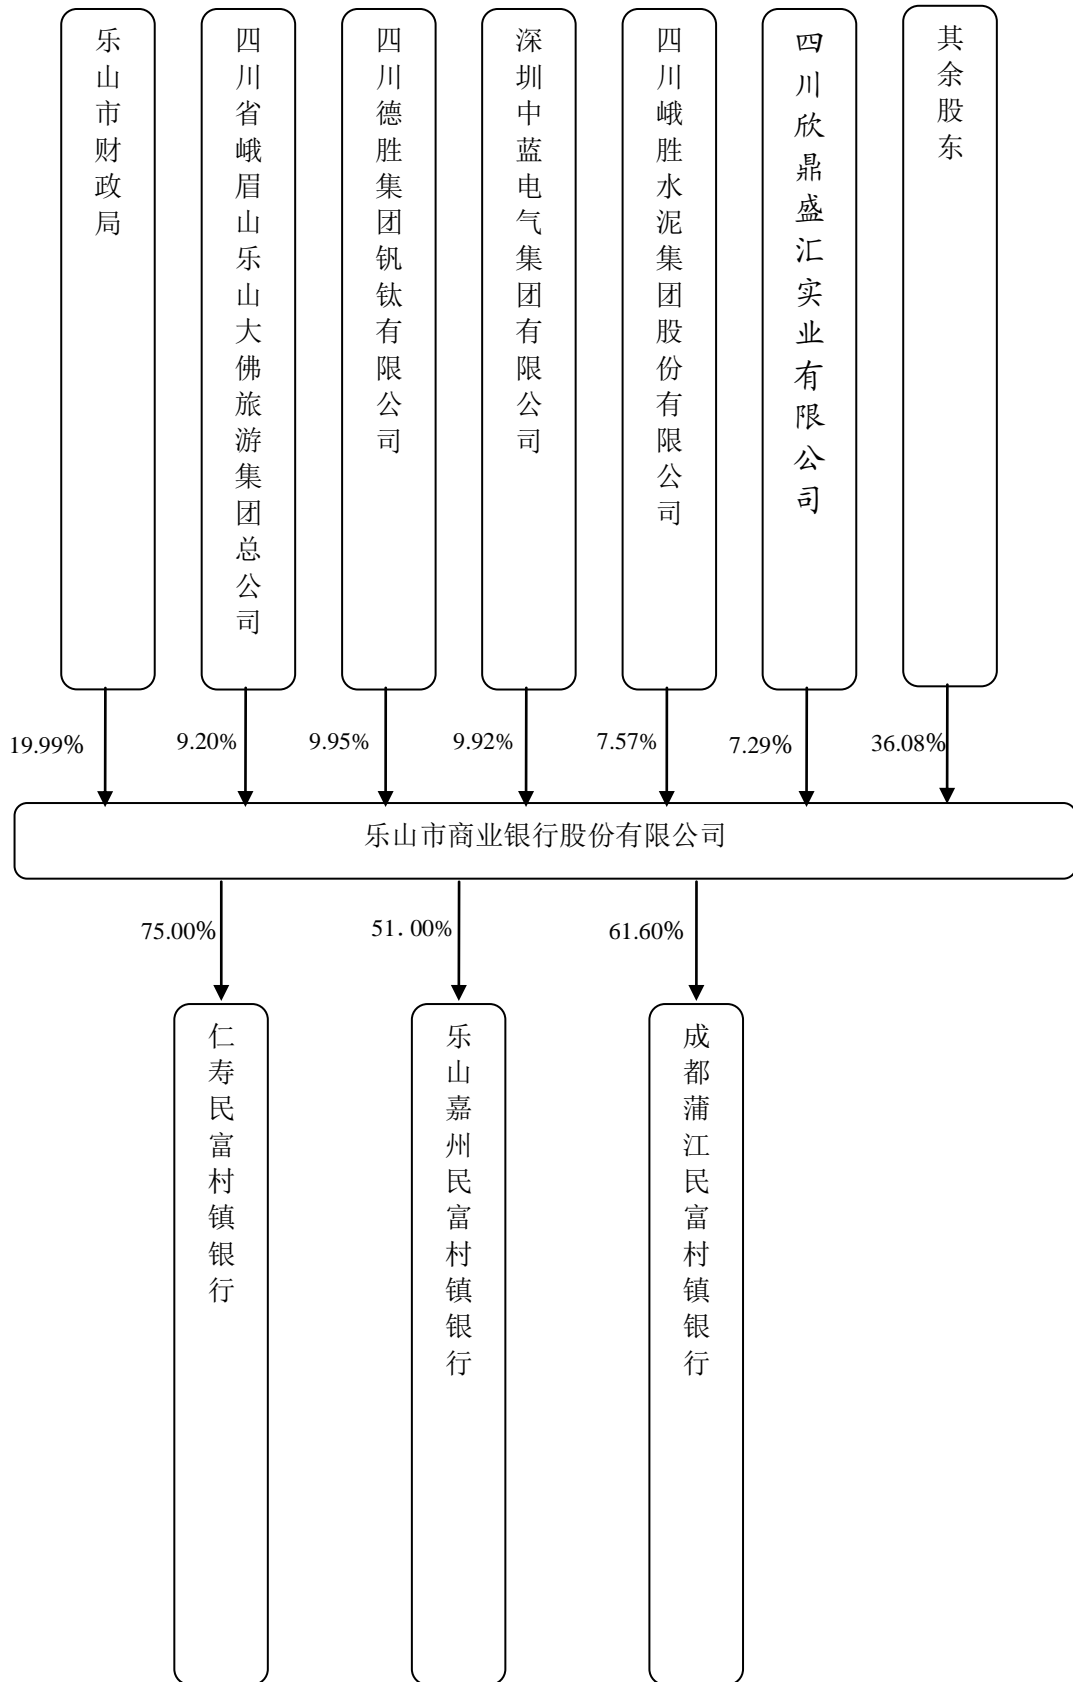 乐山市财政局
四川省峨眉山乐山大佛旅游集团总公司
四川德胜集团钒钛有限公司
深圳中蓝电气集团有限公司
四川峨胜水泥集团股份有限公司
四川欣鼎盛汇实业有限公司
其余股东
19.99%
9.20%
9.95%
9.92%
7.57%
7.29%
36.08%
乐山市商业银行股份有限公司
75.00%
51.00%
61.60%
仁寿民富村镇银行
乐山嘉州民富村镇银行
成都蒲江民富村镇银行